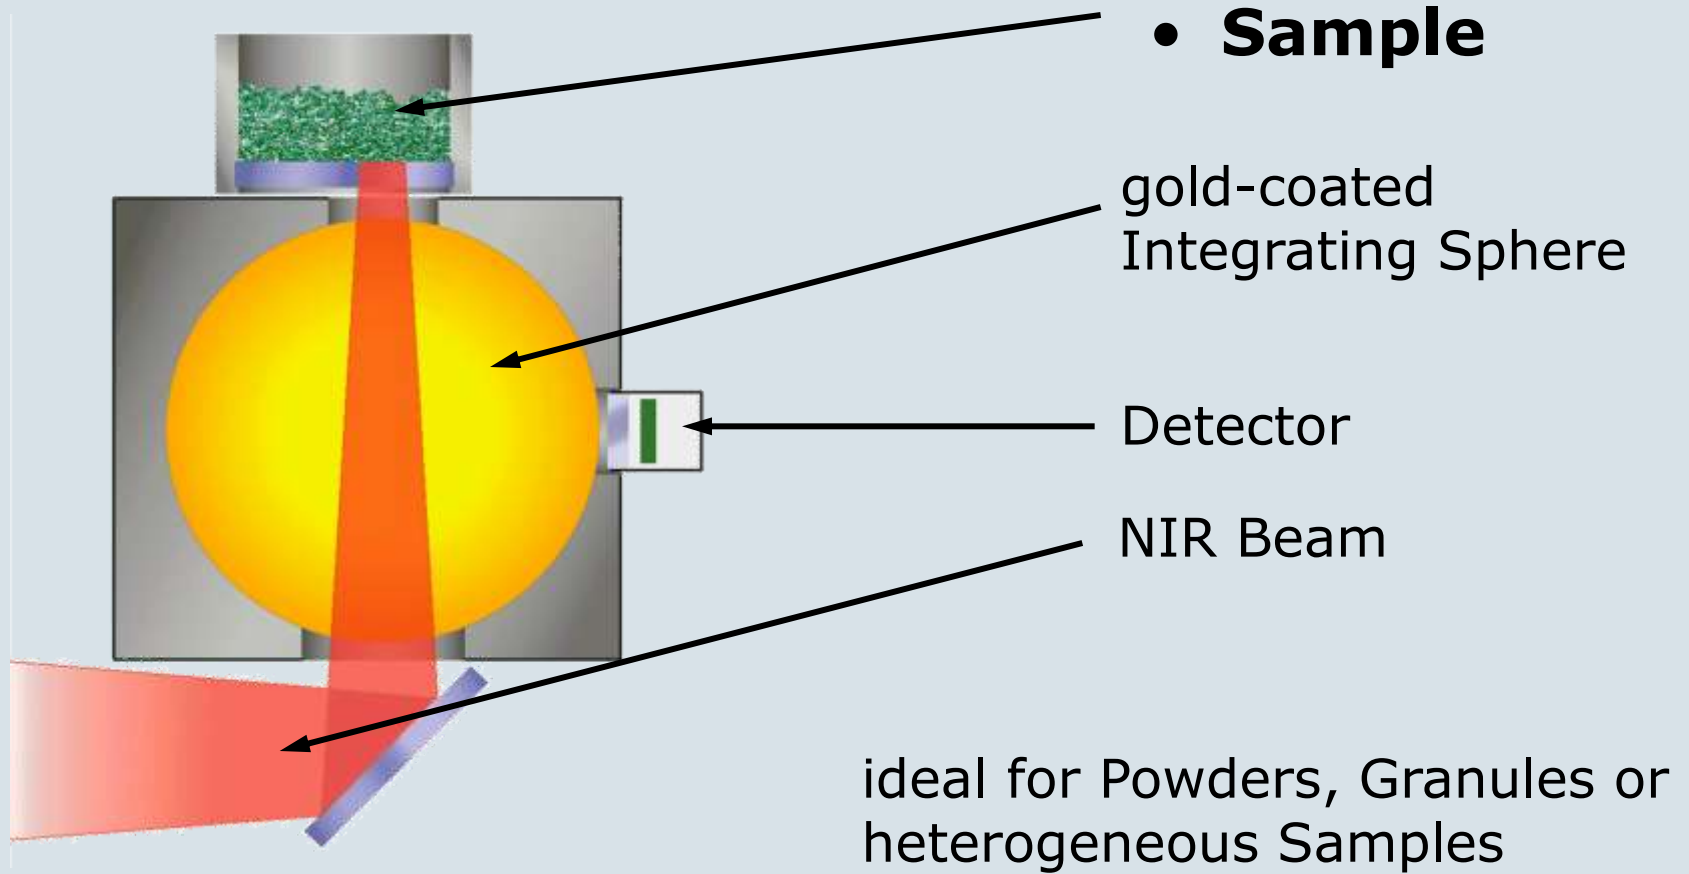 • Sample
gold-coated
Integrating Sphere
Detector
NIR Beam
ideal for Powders, Granules or
heterogeneous Samples